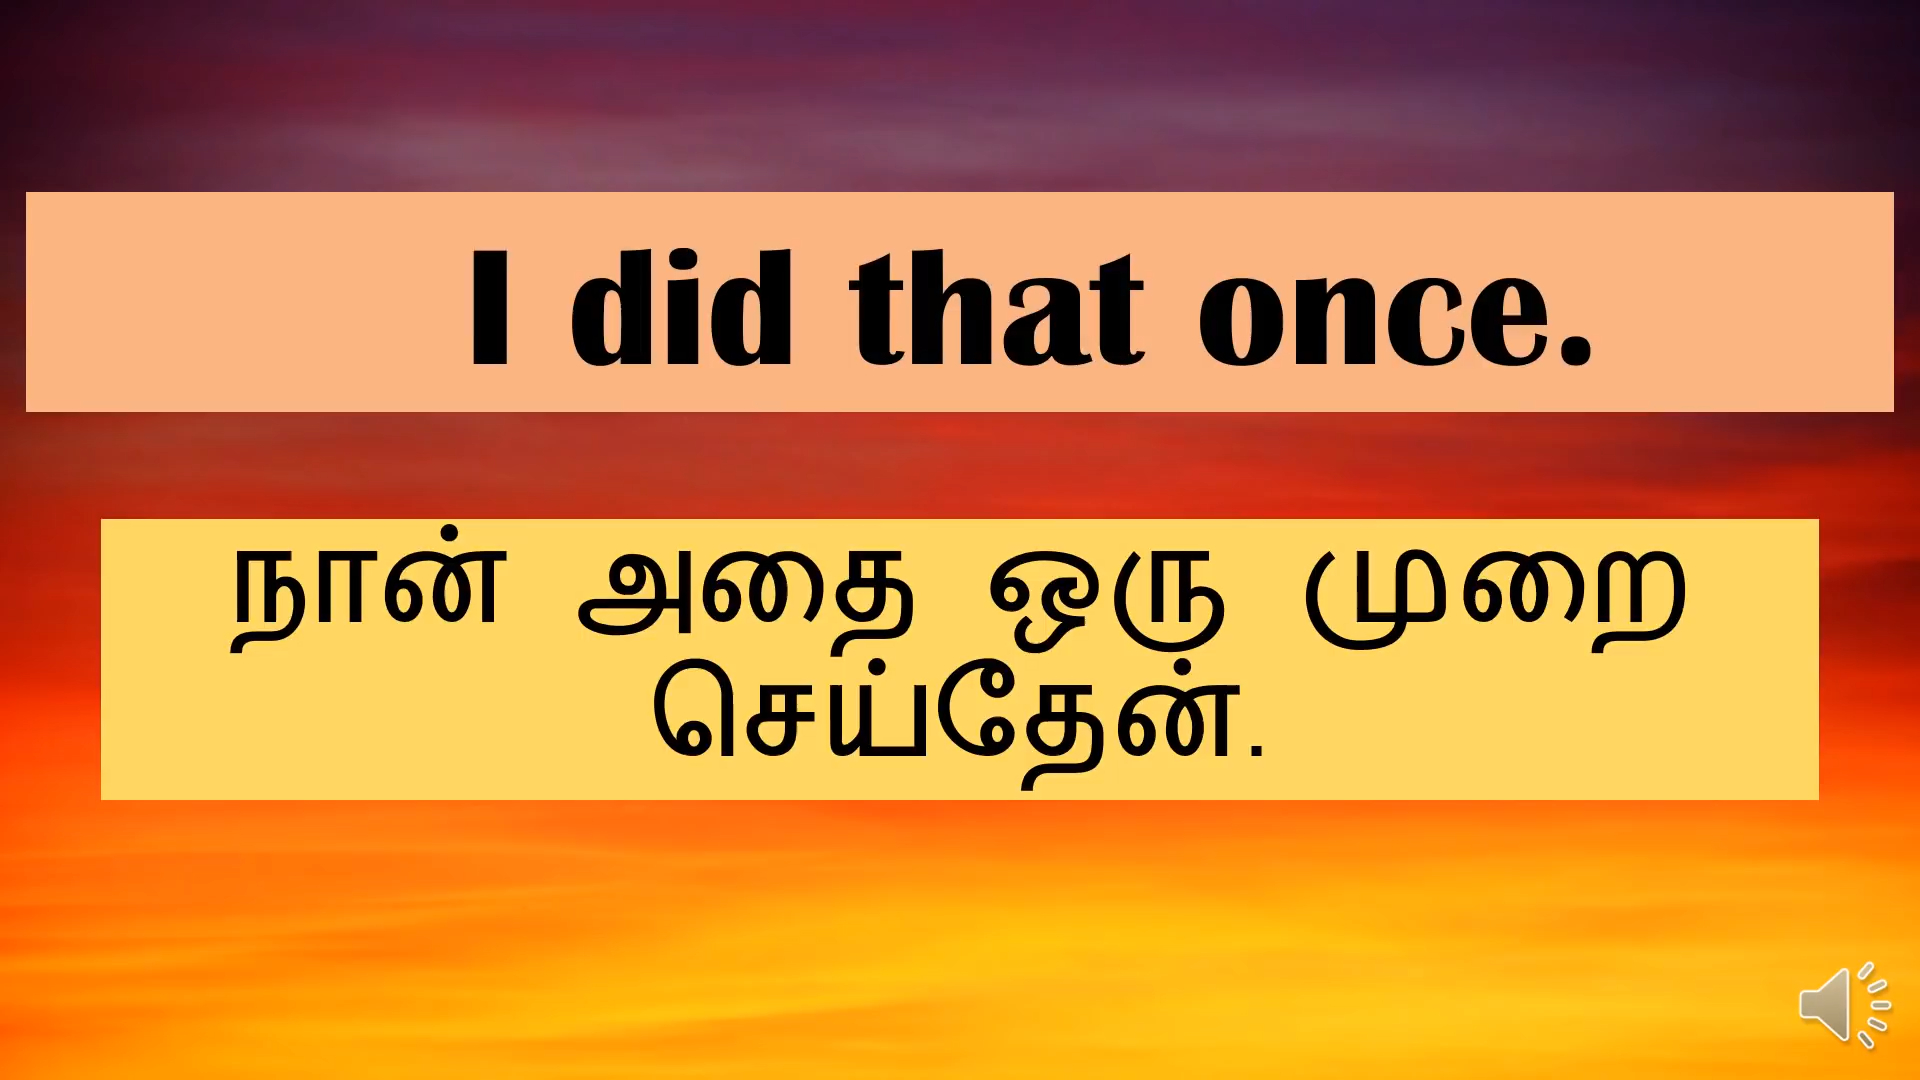 I did that once.
நான் அதை ஒரு முறை
செய்தேன்.